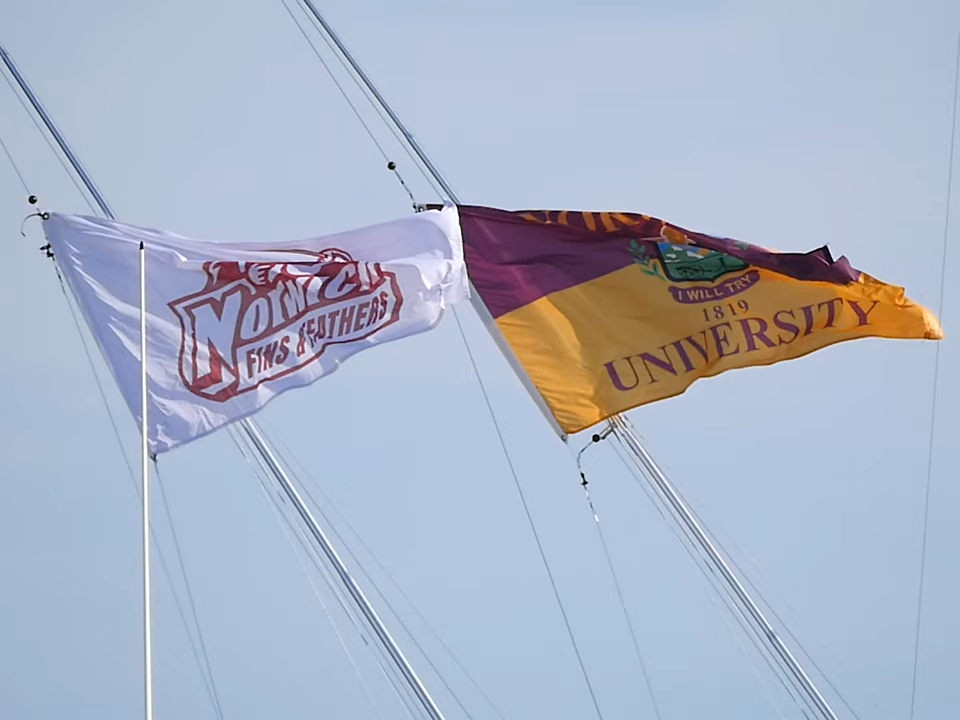 NORWICH
FINS & FEATHERS
I WILL TRY
1819
UNIVERSITY